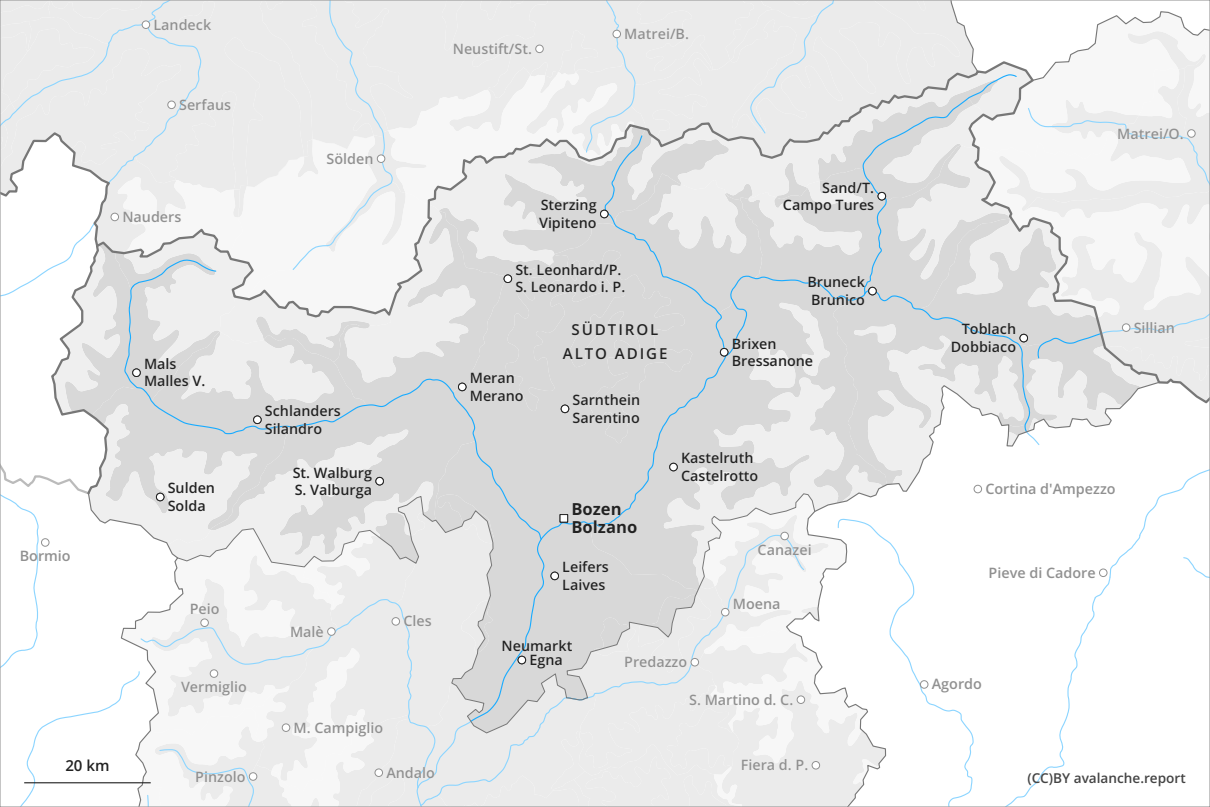 Landeck
Matrei/B.
Neustift/St.
Serfaus
Matrei/O.
Sölden
Sand/T.
Campo Tures
Sterzing
Vipiteno
Nauders
St. Leonhard/P.
S. Leonardo i. P.
Bruneck
Brunico
SÜDTIROL
ALTO ADIGE
Toblach
Dobbiaco
Sillian
Brixen
Bressanone
Mals
Malles V.
Meran
Merano
Sarnthein
Sarentino
Schlanders
Silandro
Kastelruth
Castelrotto
St. Walburg
S. Valburga
Sulden
Solda
Cortina d'Ampezzo
Bozen
Bolzano
Bormio
Canazei
Leifers
Laives
Pieve di Cadore
Peio
Moena
Cles
Malè
Neumarkt
Egna
Predazzo
Vermiglio
Agordo
S. Martino d. C.
M. Campiglio
Fiera d. P.
20 km
Pinzolo
Andalo
(CC)BY avalanche.report